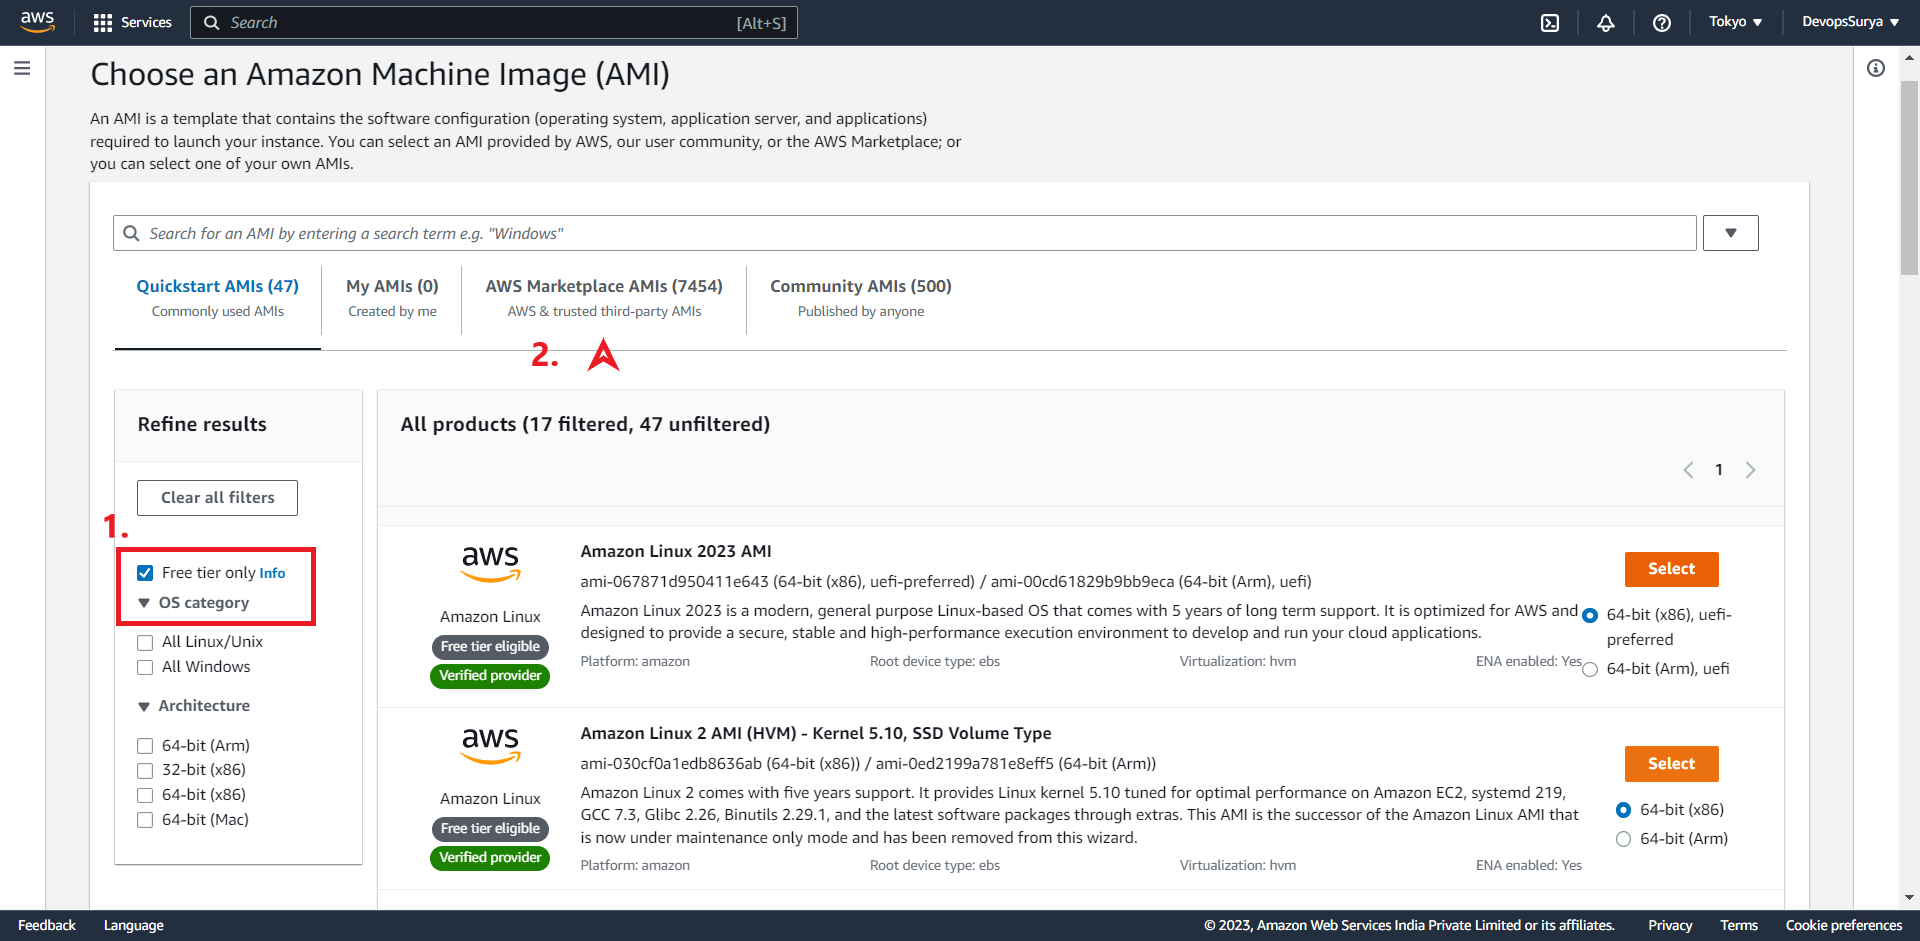 aws
Services
Search
[Alt+S]
Tokyo
DevopsSurya
Choose an Amazon Machine Image (AMI)
An AMI is a template that contains the software configuration (operating system, application server, and applications)
required to launch your instance. You can select an AMI provided by AWS, our user community, or the AWS Marketplace; or
you can select one of your own AMIs.
Search for an AMI by entering a search term e.g. "Windows"
Quickstart AMIs (47)
Commonly used AMIs
My AMIs (0)
Created by me
AWS Marketplace AMIs (7454)
AWS & trusted third-party AMIs
Community AMIs (500)
Published by anyone
2.
Refine results
Clear all filters
1.
Free tier only Info
OS category
All Linux/Unix
All Windows
Architecture
64-bit (Arm)
32-bit (x86)
64-bit (x86)
64-bit (Mac)
All products (17 filtered, 47 unfiltered)
1
aws
Amazon Linux
Free tier eligible
Verified provider
Amazon Linux 2023 AMI
ami-067871d950411e643 (64-bit (x86), uefi-preferred) / ami-00cd61829b9bb9eca (64-bit (Arm), uefi)
Amazon Linux 2023 is a modern, general purpose Linux-based OS that comes with 5 years of long term support. It is optimized for AWS and
designed to provide a secure, stable and high-performance execution environment to develop and run your cloud applications.
Platform: amazon
Root device type: ebs
Virtualization: hvm
ENA enabled: Yes
Select
64-bit (x86), uefi-
preferred
64-bit (Arm), uefi
aws
Amazon Linux
Free tier eligible
Verified provider
Amazon Linux 2 AMI (HVM) - Kernel 5.10, SSD Volume Type
ami-030cf0a1edb8636ab (64-bit (x86)) / ami-0ed2199a781e8eff5 (64-bit (Arm))
Amazon Linux 2 comes with five years support. It provides Linux kernel 5.10 tuned for optimal performance on Amazon EC2, systemd 219,
GCC 7.3, Glibc 2.26, Binutils 2.29.1, and the latest software packages through extras. This AMI is the successor of the Amazon Linux AMI that
is now under maintenance only mode and has been removed from this wizard.
Platform: amazon
Root device type: ebs
Virtualization: hvm
ENA enabled: Yes
Select
64-bit (x86)
64-bit (Arm)
Feedback
Language
© 2023, Amazon Web Services India Private Limited or its affiliates.
Privacy
Terms
Cookie preferences